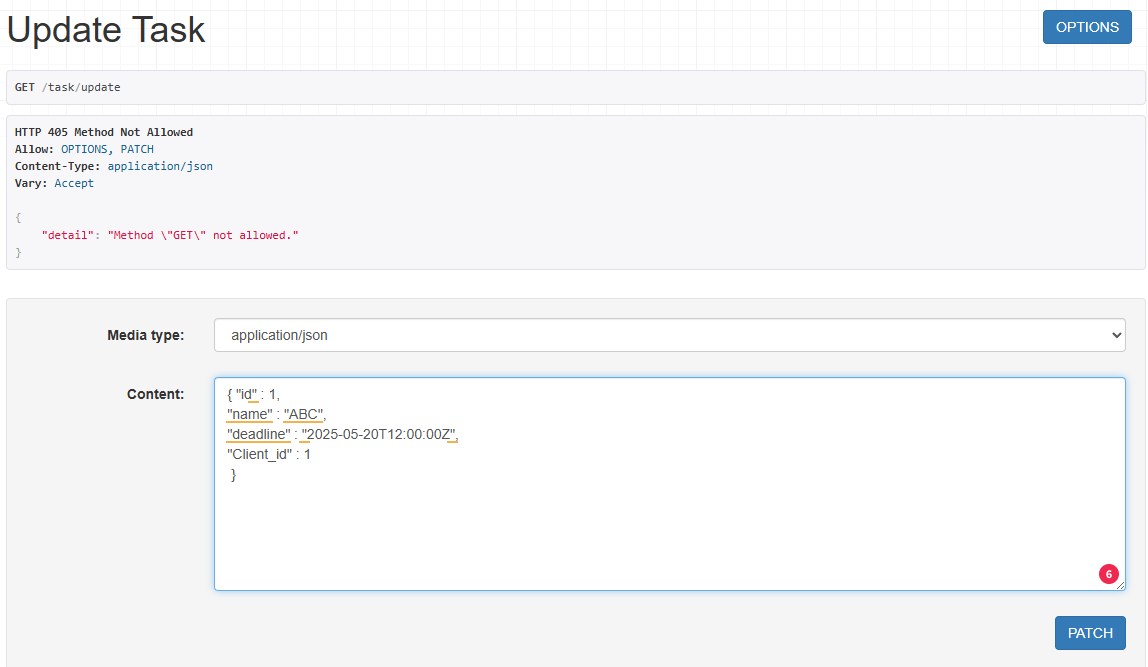 Update Task
OPTIONS
GET /task/update
HTTP 405 Method Not Allowed
Allow: OPTIONS, PATCH
Content-Type: application/json
Vary: Accept
{
"detail": "Method \"GET\" not allowed."
}
Media type:
application/json
Content:
{ "id" : 1,
"name" : "ABC",
"deadline" : "2025-05-20T12:00:00Z",
"Client_id" : 1
}
6
PATCH